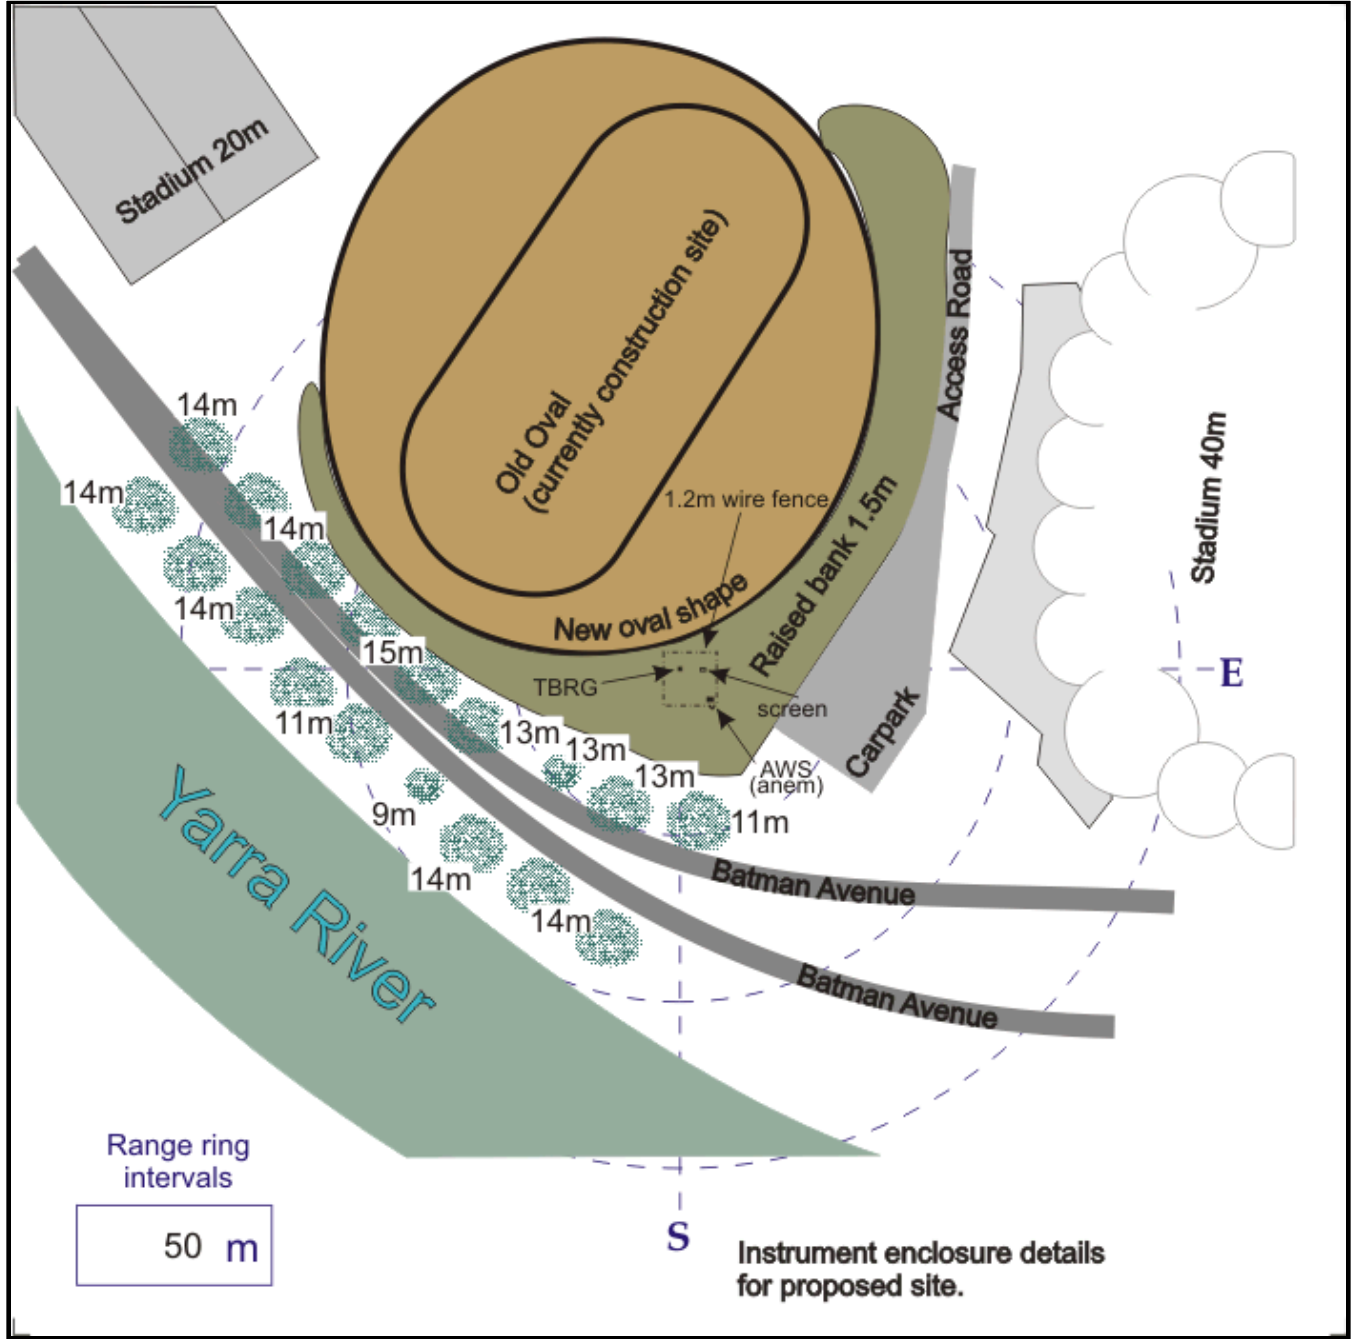 Stadium 20m
Old Oval
(currently construction site)
Access Road
14m
14m
14m
1.2m wire fence
Stadium 40m
Raised bank 1.5m
14m
New oval shape
15m
TBRG
screen
E
11m
13m
13m
13m
Carpark
AWS
(anem)
9m
11m
Yarra River
14m
Batman Avenue
14m
Batman Avenue
Range ring
intervals
50 m
S
Instrument enclosure details
for proposed site.